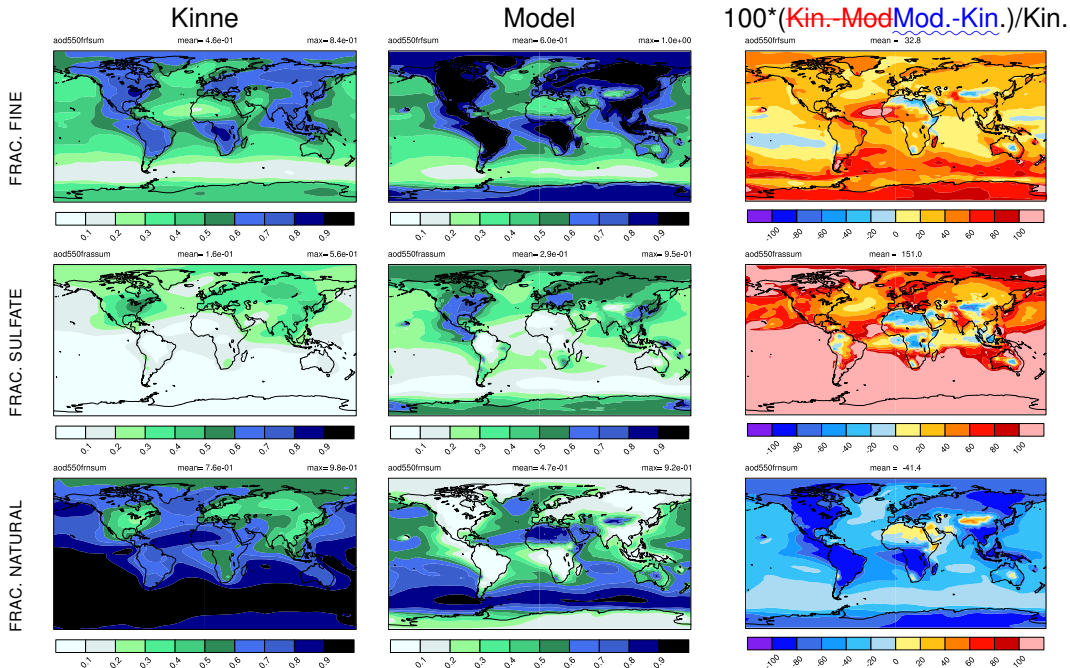 Kinne Model 100*(Kin.-ModMod.-Kin.)/Kin.
aod550frfsum mean= 4.6e-01 max= 8.4e-01 aod550frfsum mean= 6.0e-01 max= 1.0e+00 aod550frfsum mean = 32.8
FRAC. FINE
0.1 0.2 0.3 0.4 0.5 0.6 0.7 0.8 0.9 0.1 0.2 0.3 0.4 0.5 0.6 0.7 0.8 0.9 -100 -80 -60 -40 -20 0 20 40 60 80 100
aod550frassum mean= 1.6e-01 max= 5.6e-01 aod550frassum mean= 2.9e-01 max= 9.5e-01 aod550frassum mean = 151.0
FRAC. SULFATE
0.1 0.2 0.3 0.4 0.5 0.6 0.7 0.8 0.9 0.1 0.2 0.3 0.4 0.5 0.6 0.7 0.8 0.9 -100 -80 -60 -40 -20 0 20 40 60 80 100
aod550frnsum mean= 7.6e-01 max= 9.8e-01 aod550frnsum mean= 4.7e-01 max= 9.2e-01 aod550frnsum mean = -41.4
FRAC. NATURAL
0.1 0.2 0.3 0.4 0.5 0.6 0.7 0.8 0.9 0.1 0.2 0.3 0.4 0.5 0.6 0.7 0.8 0.9 -100 -80 -60 -40 -20 0 20 40 60 80 100